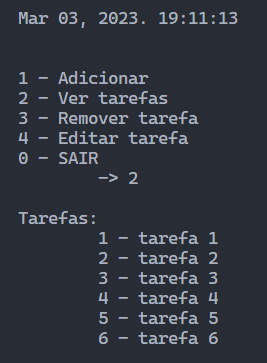 Mar 03, 2023. 19:11:13
1 - Adicionar
2 - Ver tarefas
3 - Remover tarefa
4 - Editar tarefa
0 - SAIR
-> 2
Tarefas:
1 - tarefa 1
2 - tarefa 2
3 - tarefa 3
4 - tarefa 4
5 - tarefa 5
6 - tarefa 6